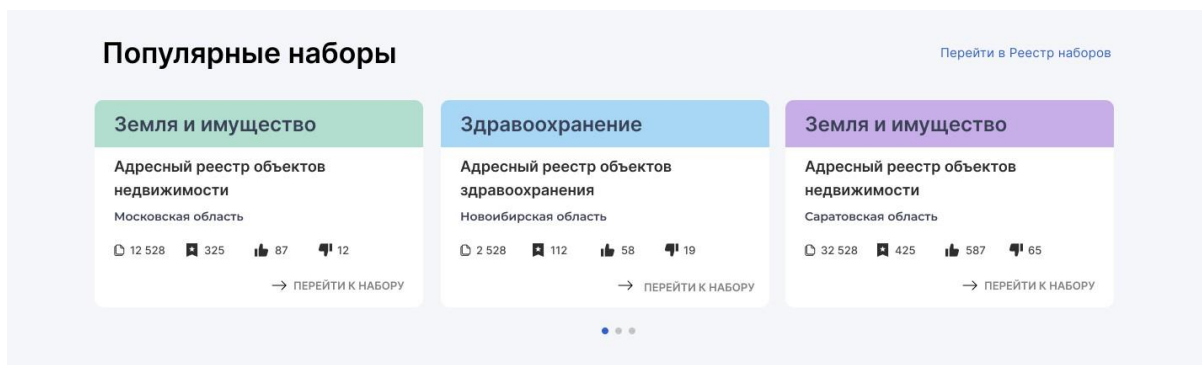 Популярные наборы
Перейти в Реестр наборов
Земля и имущество
Адресный реестр объектов
недвижимости
Московская область
12 528 325 87 12
ПЕРЕЙТИ К НАБОРУ
Здравоохранение
Адресный реестр объектов
здравоохранения
Новоибирская область
2 528 112 58 19
ПЕРЕЙТИ К НАБОРУ
Земля и имущество
Адресный реестр объектов
недвижимости
Саратовская область
32 528 425 587 65
ПЕРЕЙТИ К НАБОРУ